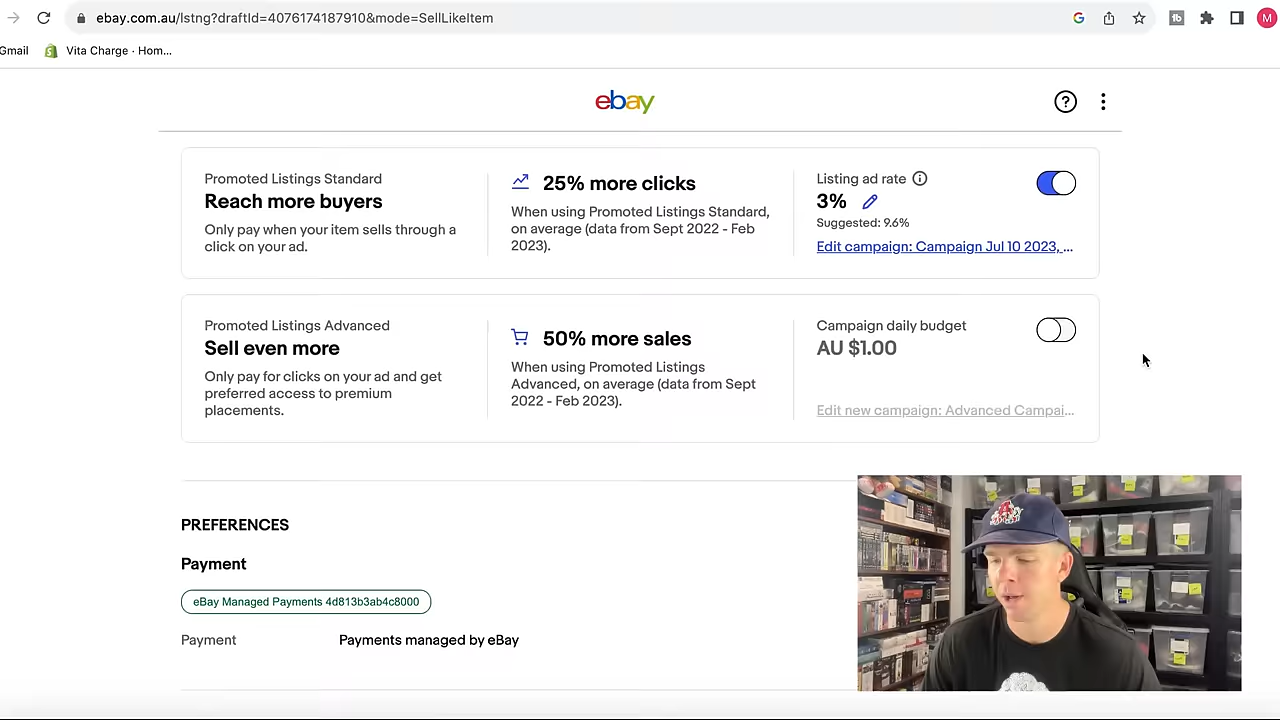 ebay.com.au/lstng?draftId=4076174187910&mode=SellLikeItem
Gmail
Vita Charge · Hom...
M
ebay
Promoted Listings Standard
Reach more buyers
Only pay when your item sells through a
click on your ad.
25% more clicks
When using Promoted Listings Standard,
on average (data from Sept 2022 - Feb
2023).
Listing ad rate
3%
Suggested: 9.6%
Edit campaign: Campaign Jul 10 2023, ...
Promoted Listings Advanced
Sell even more
Only pay for clicks on your ad and get
preferred access to premium
placements.
50% more sales
When using Promoted Listings
Advanced, on average (data from Sept
2022 - Feb 2023).
Campaign daily budget
AU $1.00
Edit new campaign: Advanced Campai...
PREFERENCES
Payment
eBay Managed Payments 4d813b3ab4c8000
Payment
Payments managed by eBay